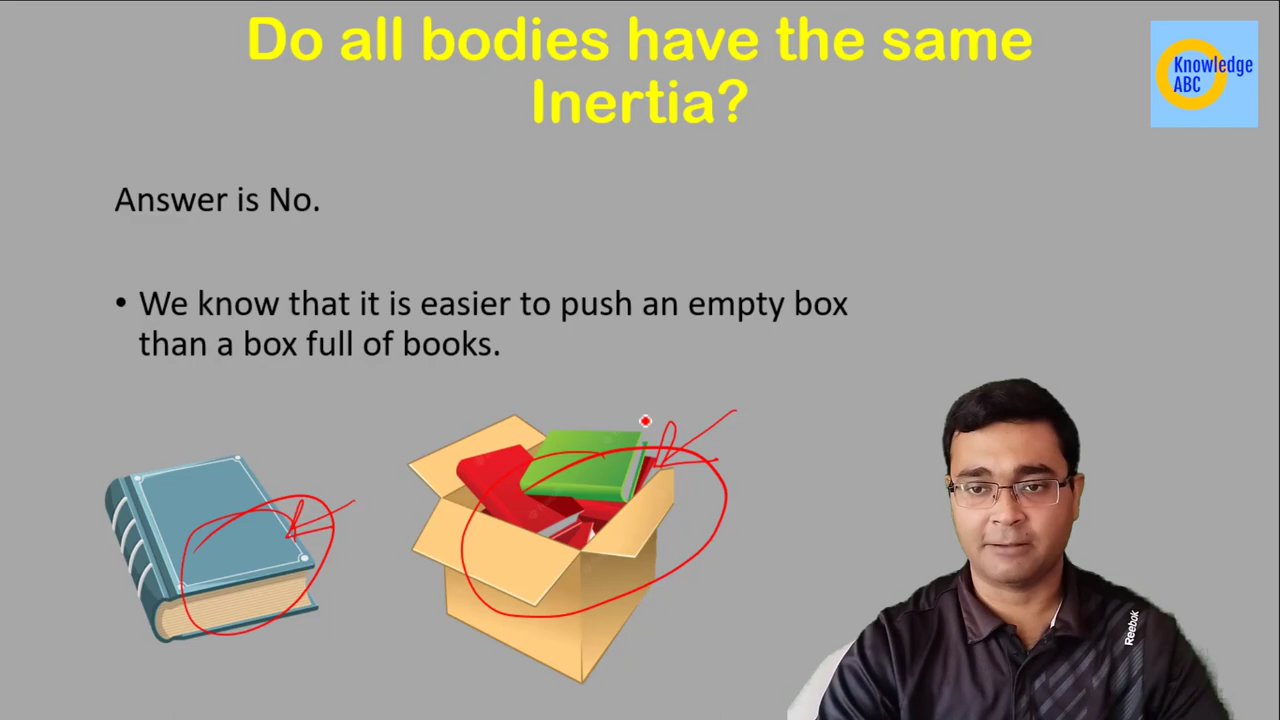 Do all bodies have the same
Inertia?
Knowledge
ABC
Answer is No.
• We know that it is easier to push an empty box
than a box full of books.
Reebok